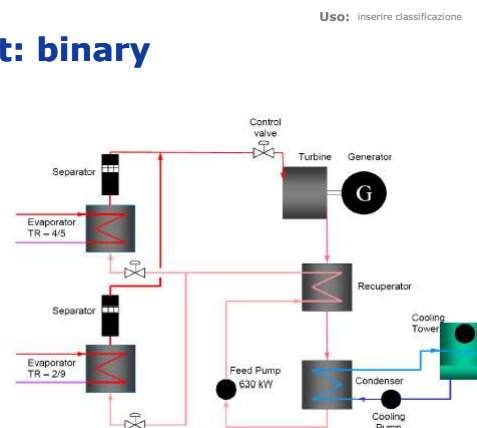 Uso: inserire classificazione
t: binary
Control
valve
Turbine Generator
Separator
G
Evaporator
TR = 4/5
Recuperator
Separator
Cooling
Tower
Evaporator
TR = 2/9
Feed Pump
630 kW
Condenser
Cooling
Pump